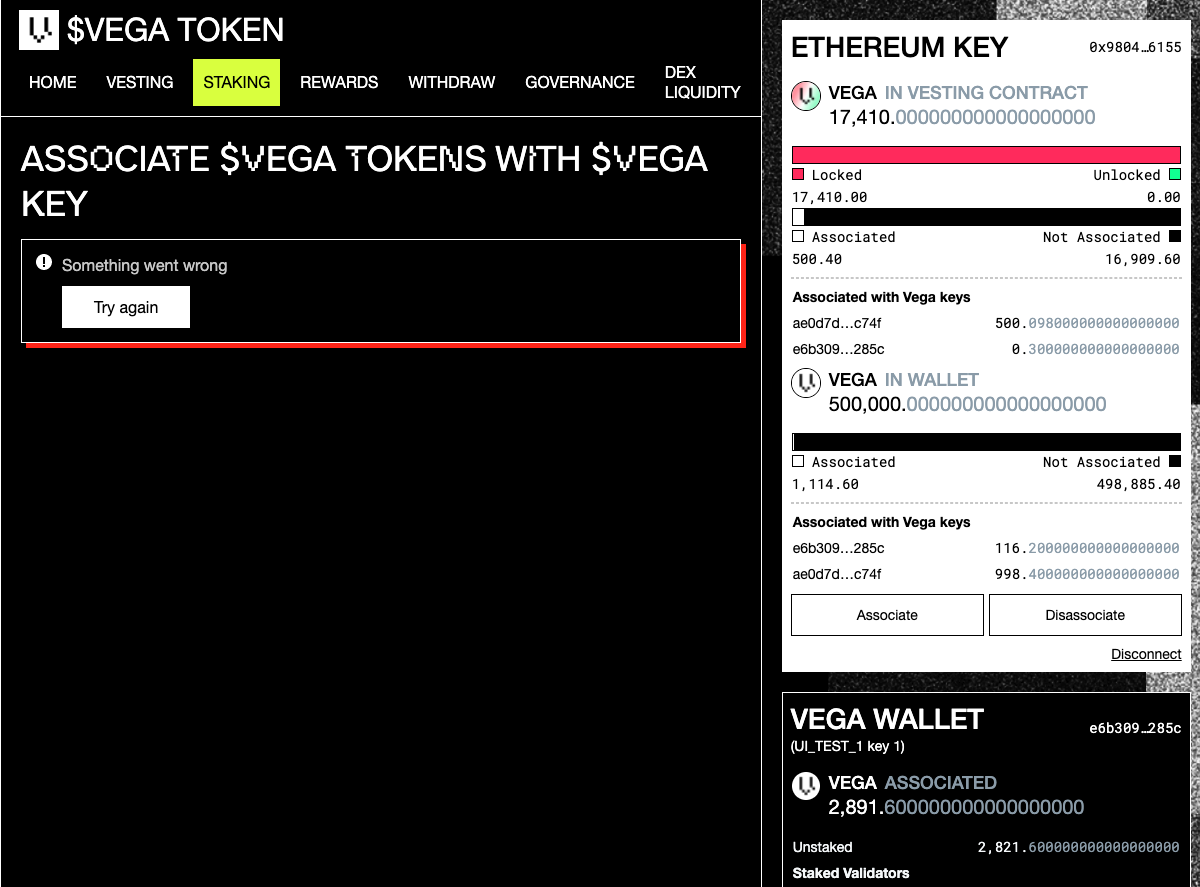 $VEGA TOKEN
HOME
VESTING
STAKING
REWARDS
WITHDRAW
GOVERNANCE
DEX
LIQUIDITY
ASSOCIATE $VEGA TOKENS WITH $VEGA
KEY
Something went wrong
Try again
ETHEREUM KEY 0x9804…6155
VEGA IN VESTING CONTRACT
17,410.000000000000000000
Locked Unlocked
17,410.00 0.00
Associated Not Associated
500.40 16,909.60
Associated with Vega keys
ae0d7d…c74f 500.098000000000000000
e6b309…285c 0.300000000000000000
VEGA IN WALLET
500,000.000000000000000000
Associated Not Associated
1,114.60 498,885.40
Associated with Vega keys
e6b309…285c 116.200000000000000000
ae0d7d…c74f 998.400000000000000000
Associate Disassociate
Disconnect
VEGA WALLET e6b309…285c
(UI_TEST_1 key 1)
VEGA ASSOCIATED
2,891.600000000000000000
Unstaked 2,821.600000000000000000
Staked Validators